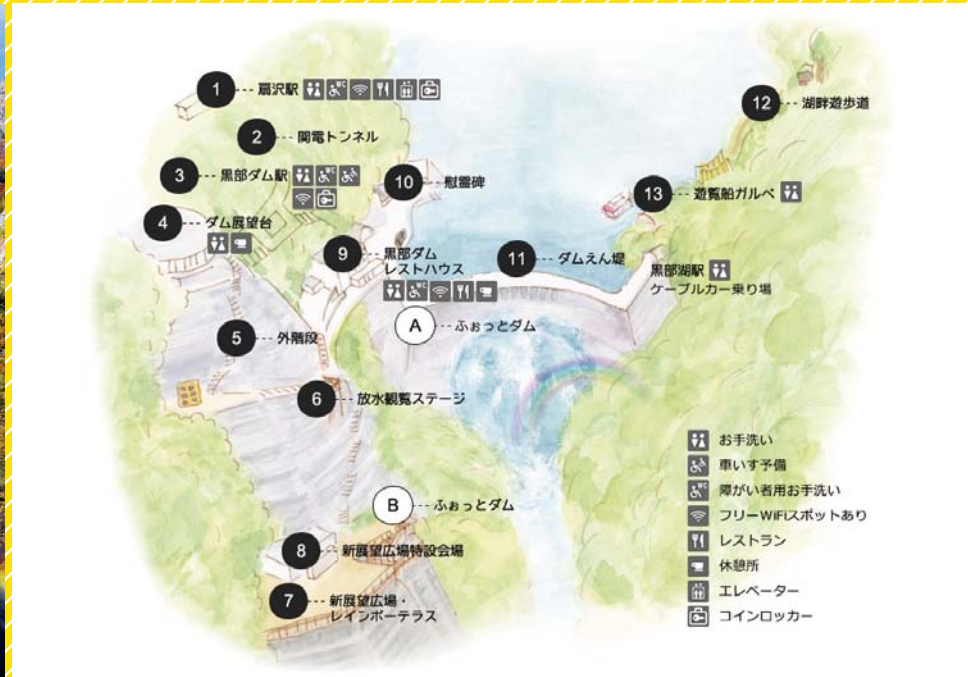 1 扇沢駅
2 関電トンネル
3 黒部ダム駅
4 ダム展望台
5 外階段
6 放水観覧ステージ
7 新展望広場・
レインボーテラス
8 新展望広場特設会場
9 黒部ダム
レストハウス
10 慰霊碑
11 ダムえん堤
12 湖畔遊歩道
13 遊覧船ガルベ
黒部湖駅
ケーブルカー乗り場
A ふぉっとダム
B ふぉっとダム
お手洗い
車いす予備
WC 障がい者用お手洗い
フリーWiFiスポットあり
レストラン
休憩所
エレベーター
コインロッカー